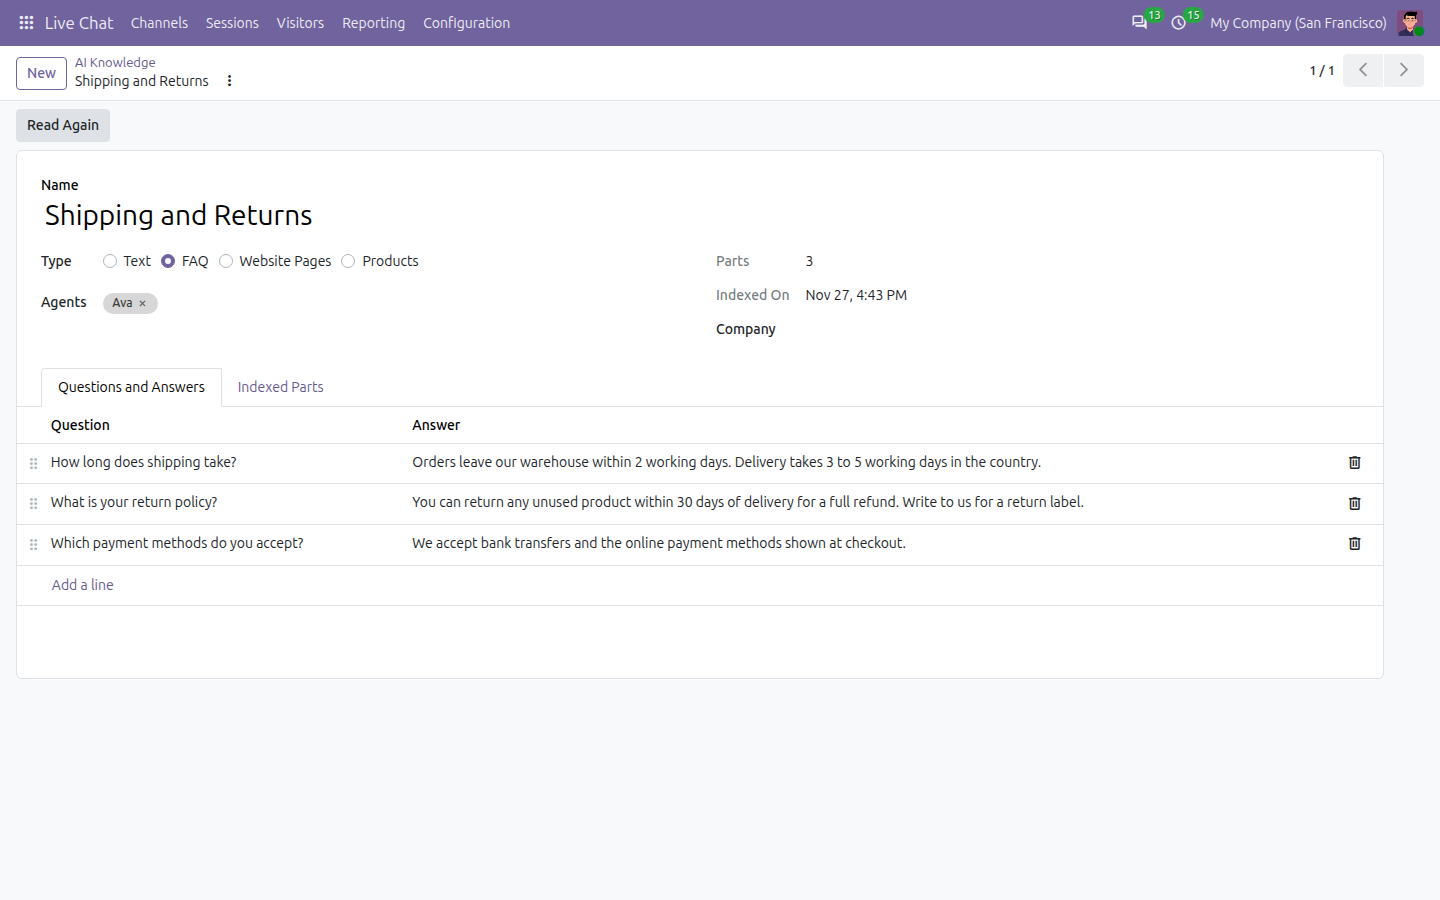 Live Chat Channels Sessions Visitors Reporting Configuration 13 15 My Company (San Francisco)
New
AI Knowledge
Shipping and Returns
1 / 1
Read Again
Name
Shipping and Returns
Type Text FAQ Website Pages Products
Parts 3
Agents Ava ×
Indexed On Nov 27, 4:43 PM
Company
Questions and Answers Indexed Parts
Question Answer
How long does shipping take? Orders leave our warehouse within 2 working days. Delivery takes 3 to 5 working days in the country.
What is your return policy? You can return any unused product within 30 days of delivery for a full refund. Write to us for a return label.
Which payment methods do you accept? We accept bank transfers and the online payment methods shown at checkout.
Add a line